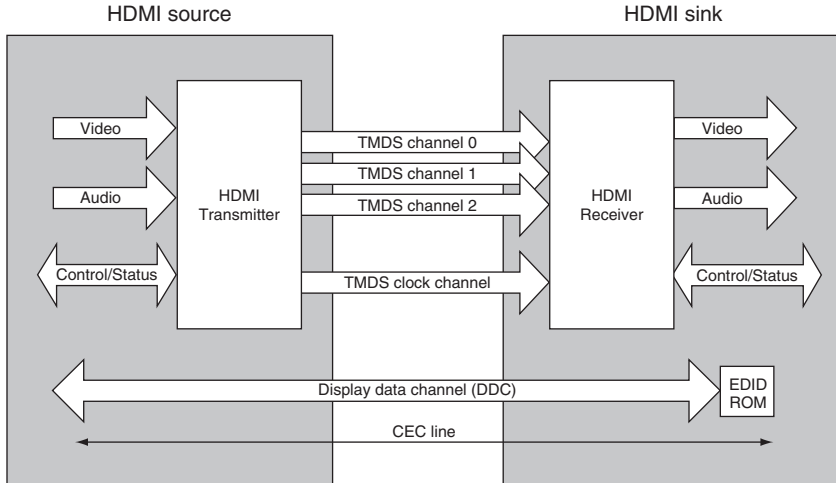 HDMI source
HDMI sink
Video
Audio
Control/Status
HDMI
Transmitter
TMDS channel 0
TMDS channel 1
TMDS channel 2
TMDS clock channel
HDMI
Receiver
Video
Audio
Control/Status
Display data channel (DDC)
EDID
ROM
CEC line